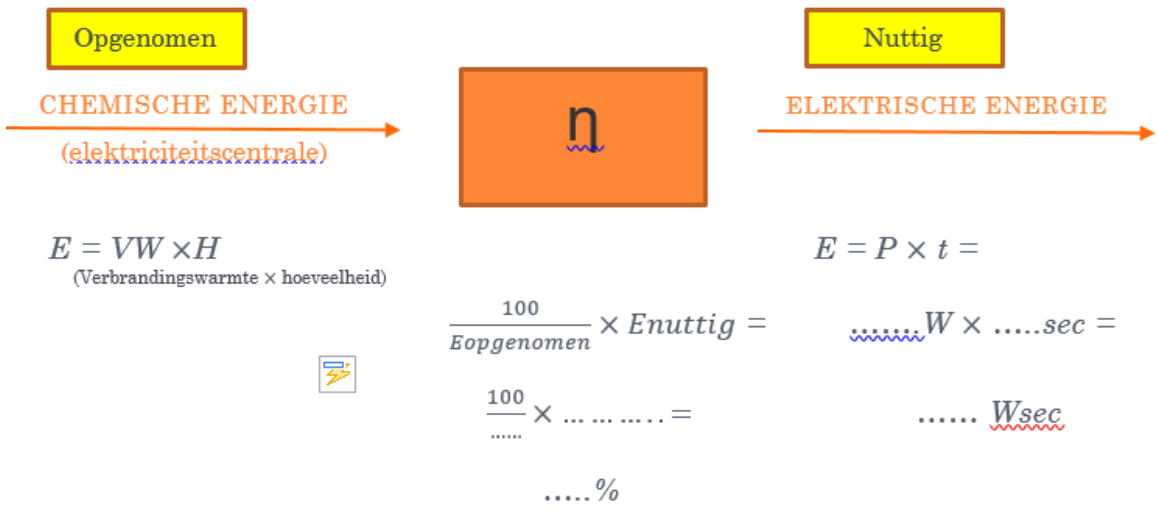 Opgenomen
Nuttig
CHEMISCHE ENERGIE
(elektriciteitscentrale)
η
ELEKTRISCHE ENERGIE
E = VW ×H
(Verbrandingswarmte × hoeveelheid)
100/Eopgenomen × Enuttig =
100/...... × ... ... ... . . =
.....%
E = P × t =
.......W × .....sec =
...... Wsec